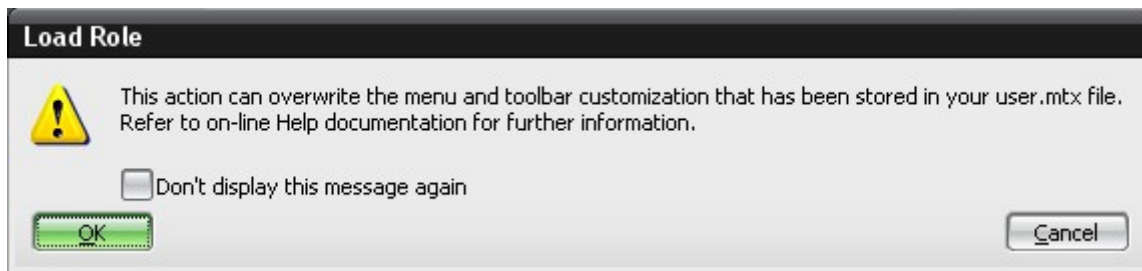 Load Role
This action can overwrite the menu and toolbar customization that has been stored in your user.mtx file.
Refer to on-line Help documentation for further information.
Don't display this message again
OK
Cancel